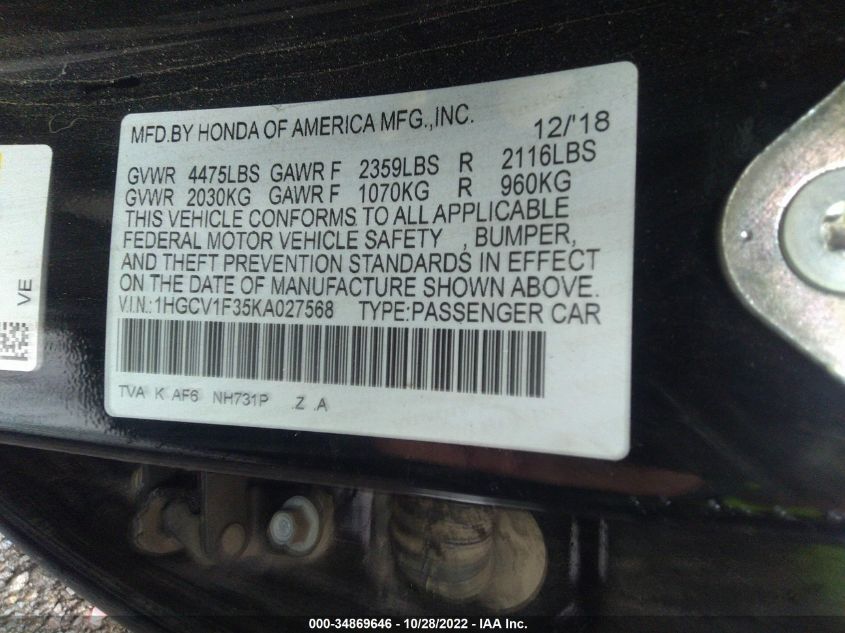 MFD.BY HONDA OF AMERICA MFG.,INC. 12/'18
GVWR 4475LBS GAWR F 2359LBS R 2116LBS
GVWR 2030KG GAWR F 1070KG R 960KG
THIS VEHICLE CONFORMS TO ALL APPLICABLE
FEDERAL MOTOR VEHICLE SAFETY , BUMPER,
AND THEFT PREVENTION STANDARDS IN EFFECT
ON THE DATE OF MANUFACTURE SHOWN ABOVE.
V.I.N.:1HGCV1F35KA027568 TYPE:PASSENGER CAR
TVA K AF6 NH731P .Z .A
VE
000-34869646 - 10/28/2022 - IAA Inc.